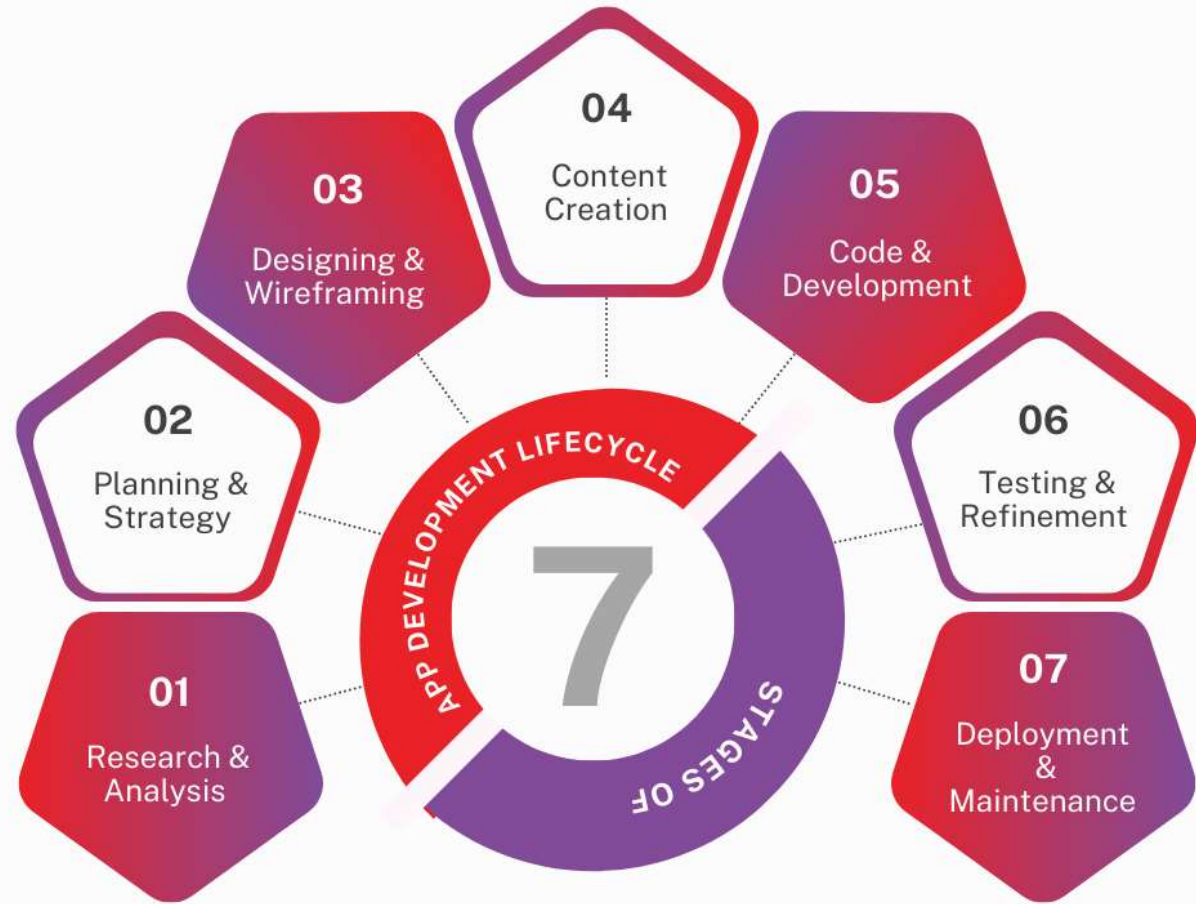 01
Research &
Analysis
02
Planning &
Strategy
03
Designing &
Wireframing
04
Content
Creation
05
Code &
Development
06
Testing &
Refinement
07
Deployment
&
Maintenance
7
STAGES OF
APP DEVELOPMENT LIFECYCLE